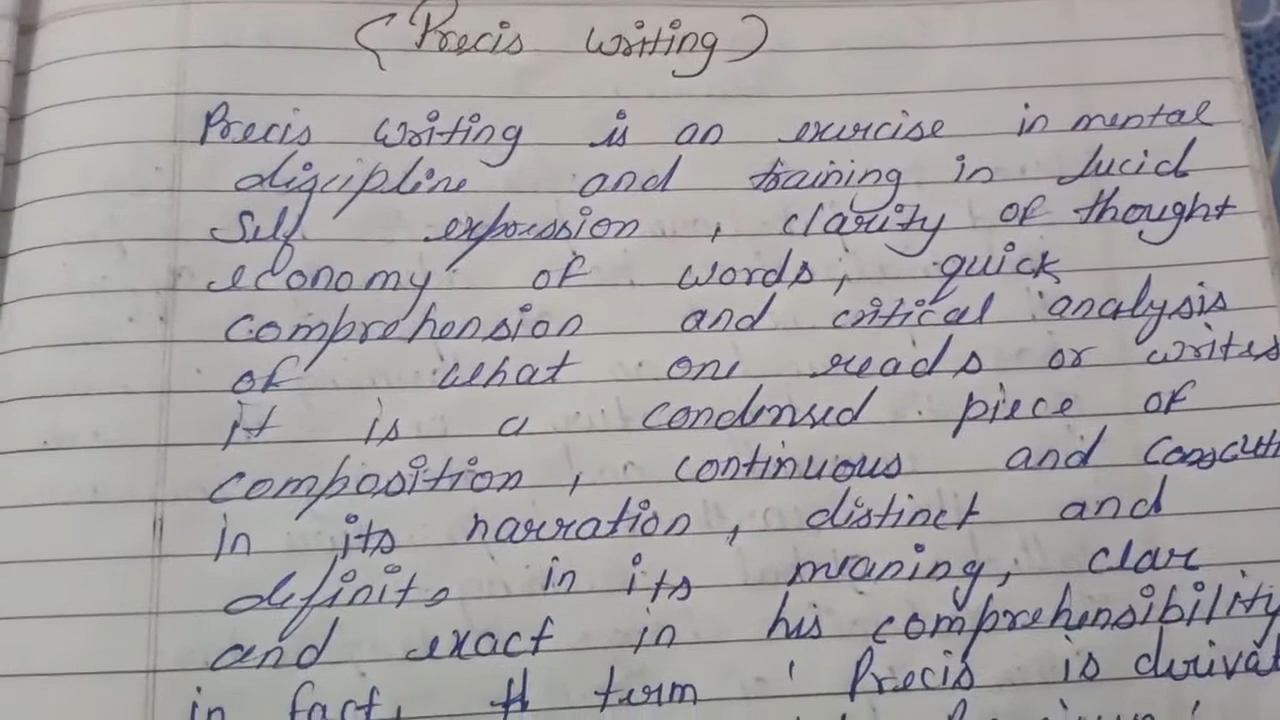 (Precis Writing)
Precis writing is an exercise in mental
discipline and training in lucid
Self expression, clarity of thought
economy of words, quick
comprehension and critical analysis
of what one reads or writes
it is a condensed piece of
composition, continuous and
in its narration, distinct and
definite in its meaning, clar
and exact in his comprehensibility
in fact, term ' Precis is